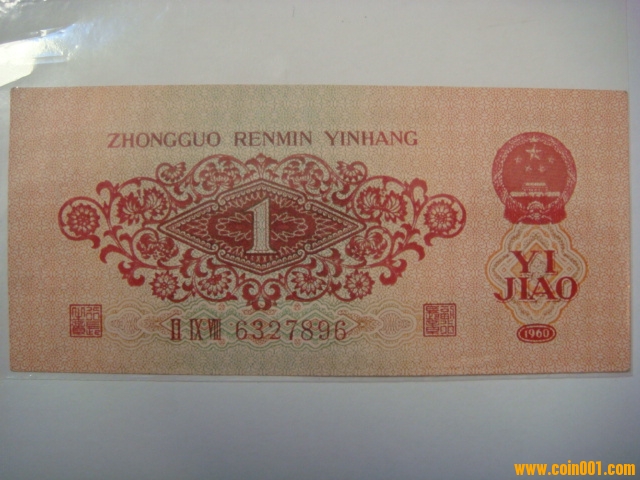 ZHONGGUO RENMIN YINHANG
1
YI
JIAO
II IX VIII 6327896
1960
www.coin001.com